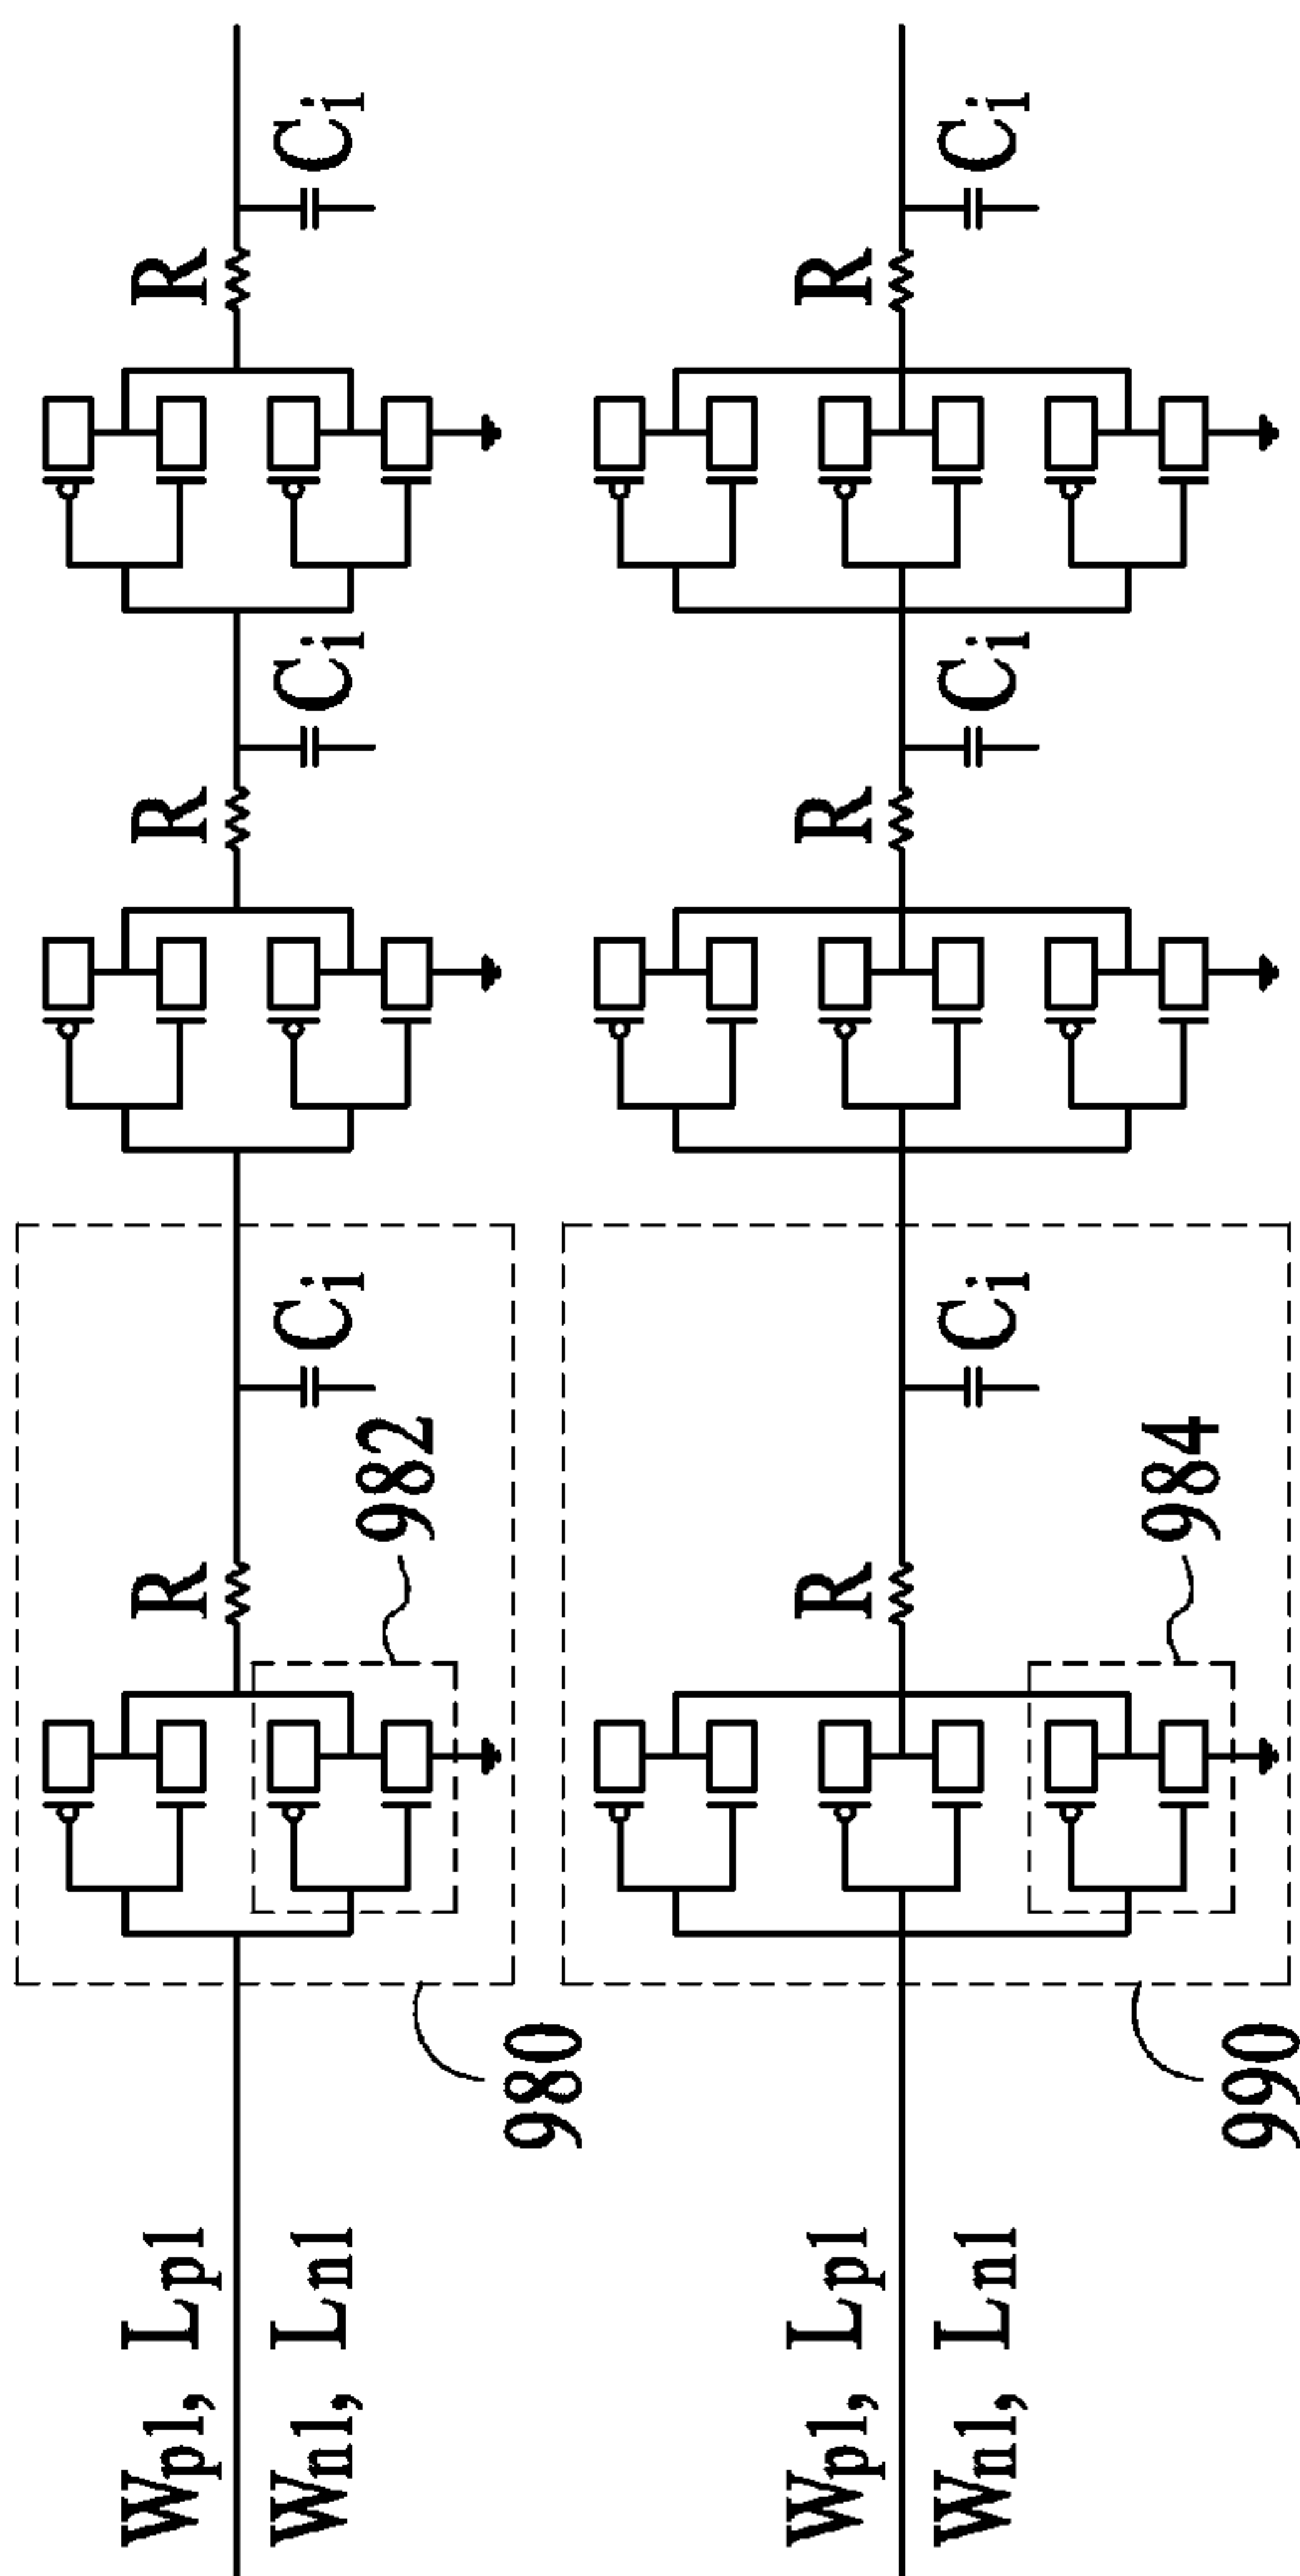 Wp1, Lp1
Wn1, Ln1
980
982
R
Ci
R
Ci
R
Ci
Wp1, Lp1
Wn1, Ln1
990
984
R
Ci
R
Ci
R
Ci